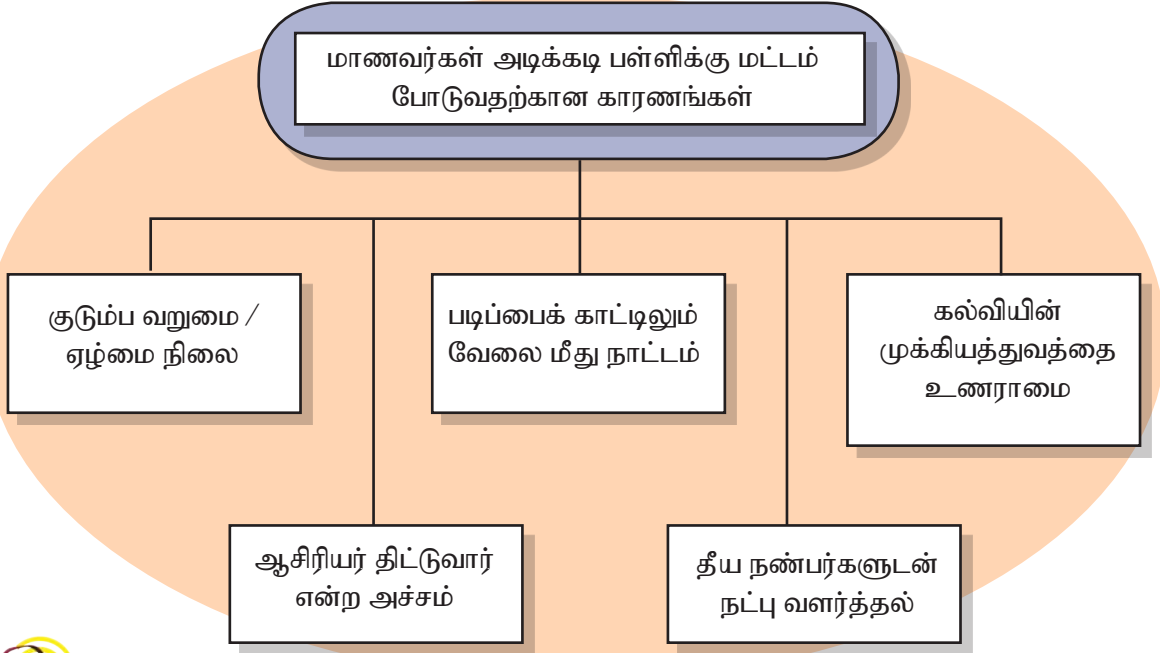 மாணவர்கள் அடிக்கடி பள்ளிக்கு மட்டம்
போடுவதற்கான காரணங்கள்
குடும்ப வறுமை /
ஏழ்மை நிலை
படிப்பைக் காட்டிலும்
வேலை மீது நாட்டம்
கல்வியின்
முக்கியத்துவத்தை
உணராமை
ஆசிரியர் திட்டுவார்
என்ற அச்சம்
தீய நண்பர்களுடன்
நட்பு வளர்த்தல்